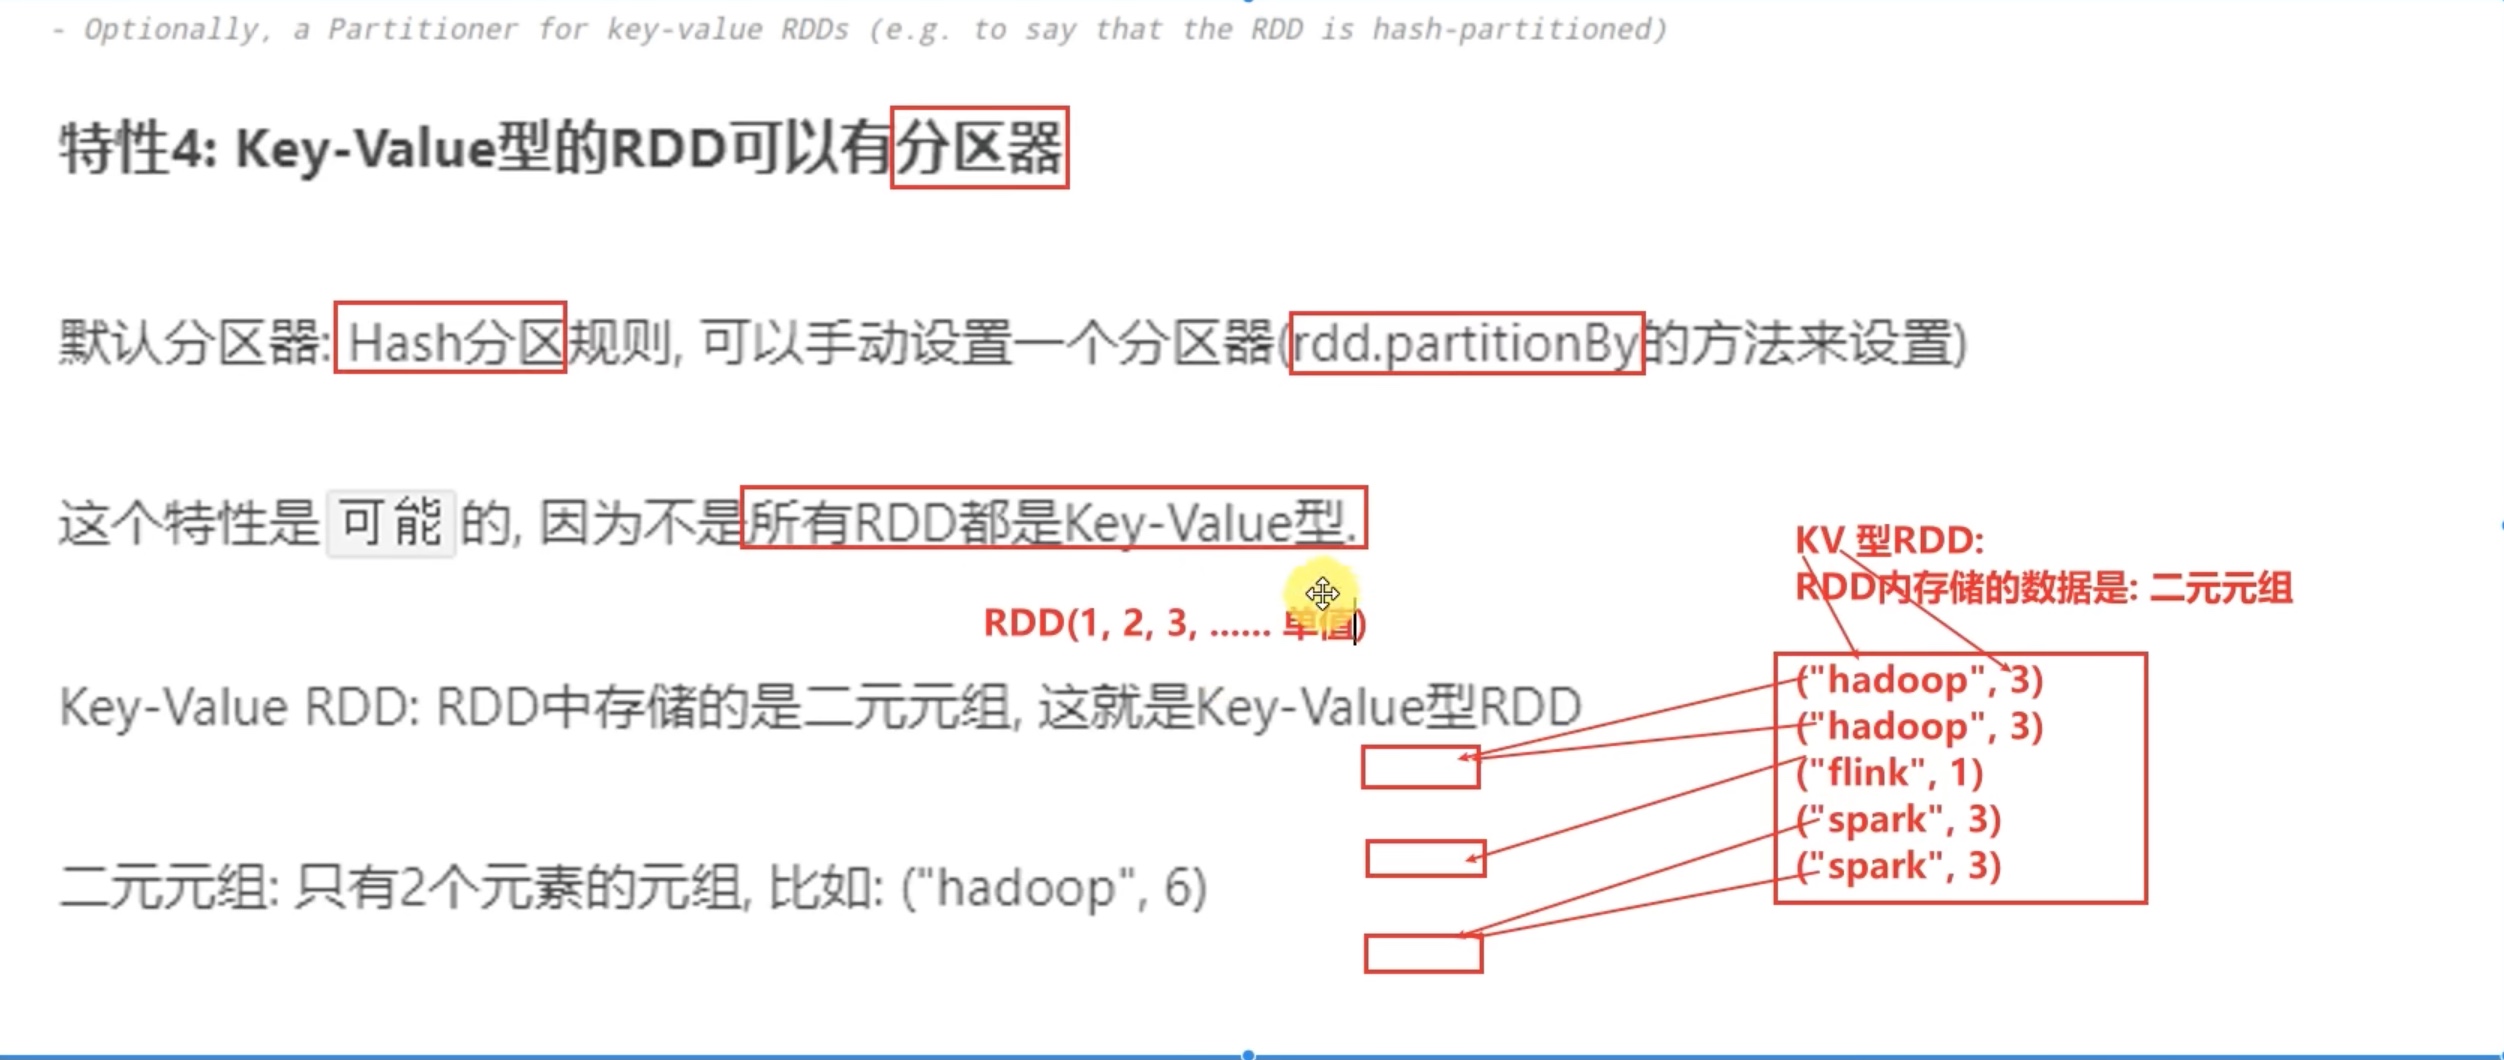 - Optionally, a Partitioner for key-value RDDs (e.g. to say that the RDD is hash-partitioned)
特性4: Key-Value型的RDD可以有分区器
默认分区器: Hash分区规则, 可以手动设置一个分区器(rdd.partitionBy的方法来设置)
这个特性是 可能 的, 因为不是所有RDD都是Key-Value型.
RDD(1, 2, 3, ...... 单值)
Key-Value RDD: RDD中存储的是二元元组, 这就是Key-Value型RDD
二元元组: 只有2个元素的元组, 比如: ("hadoop", 6)
KV 型RDD:
RDD内存储的数据是: 二元元组
("hadoop", 3)
("hadoop", 3)
("flink", 1)
("spark", 3)
("spark", 3)